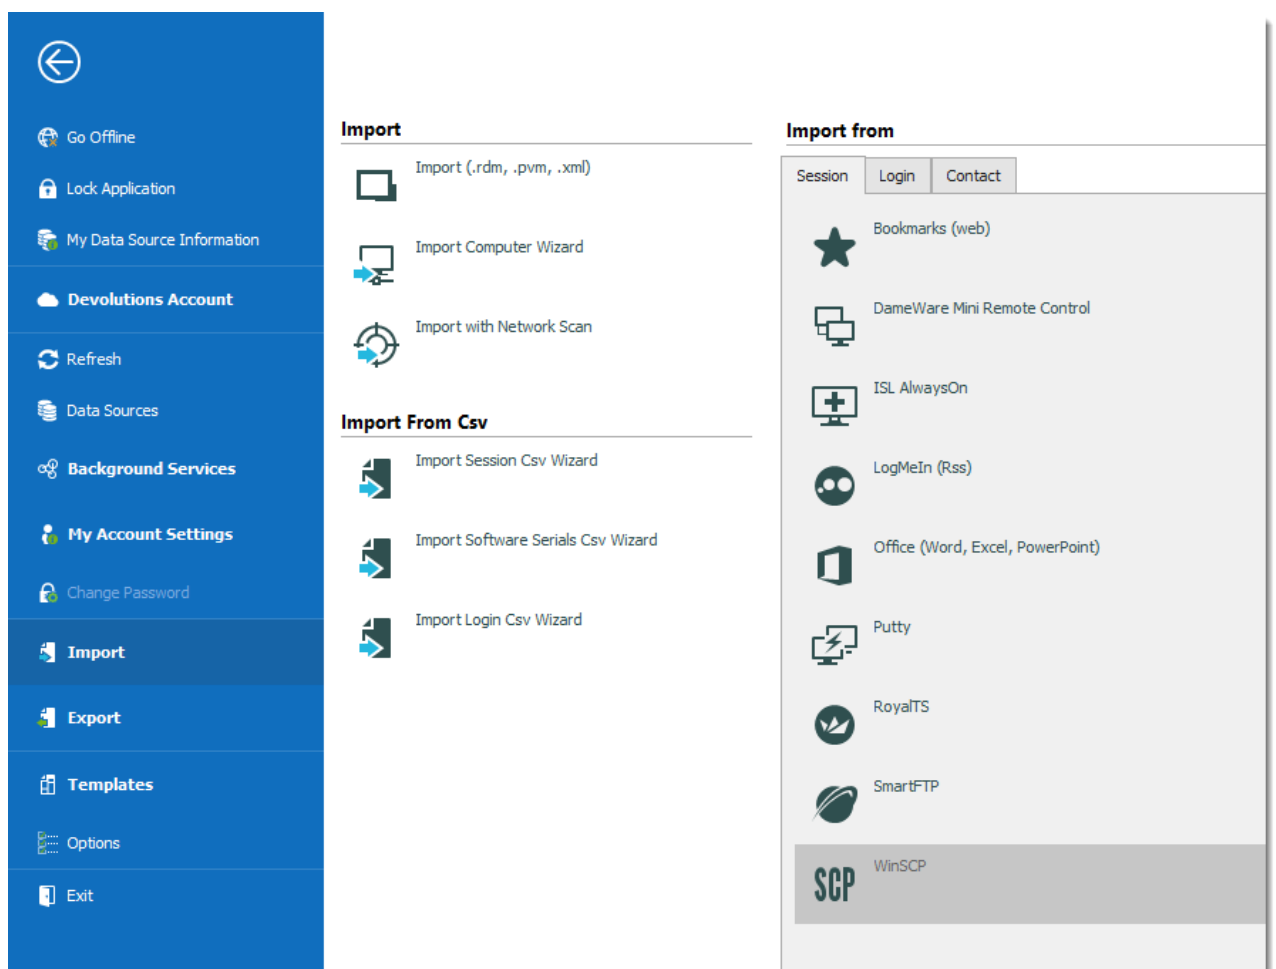 Go Offline
Lock Application
My Data Source Information
Devolutions Account
Refresh
Data Sources
Background Services
My Account Settings
Change Password
Import
Export
Templates
Options
Exit
Import
Import (.rdm, .pvm, .xml)
Import Computer Wizard
Import with Network Scan
Import From Csv
Import Session Csv Wizard
Import Software Serials Csv Wizard
Import Login Csv Wizard
Import from
Session Login Contact
Bookmarks (web)
DameWare Mini Remote Control
ISL AlwaysOn
LogMeIn (Rss)
Office (Word, Excel, PowerPoint)
Putty
RoyalTS
SmartFTP
SCP WinSCP